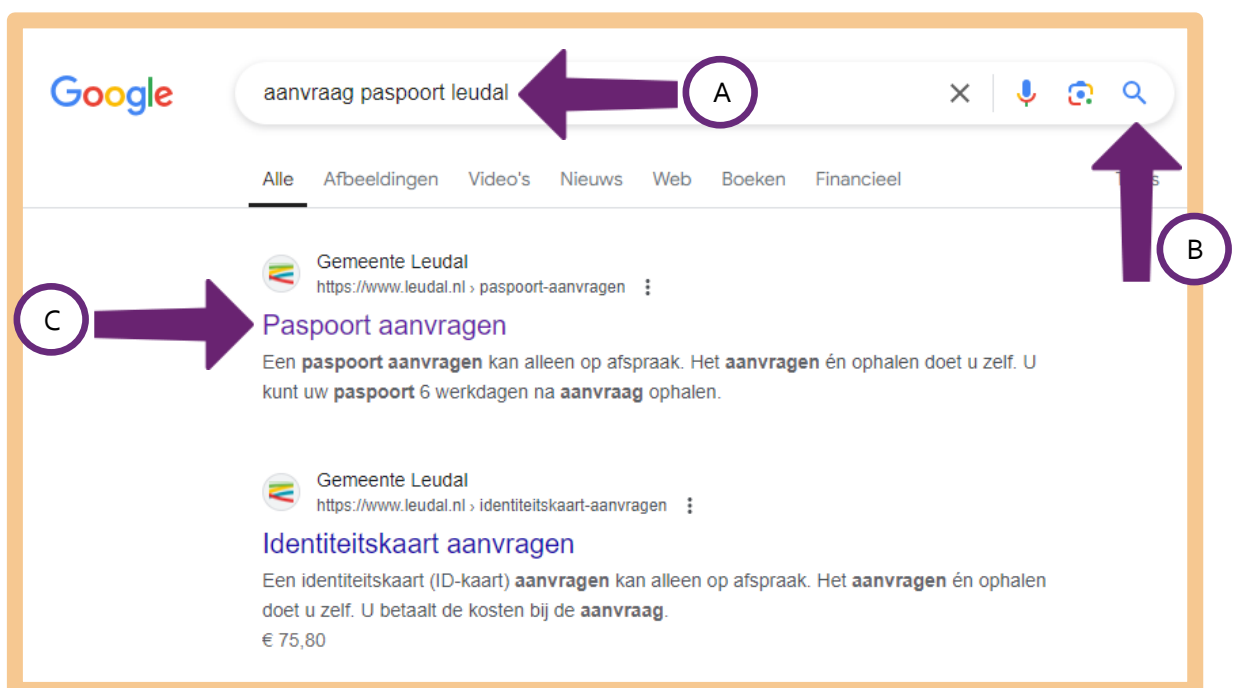 Google
aanvraag paspoort leudal
A
Alle Afbeeldingen Video's Nieuws Web Boeken Financieel
B
Gemeente Leudal
https://www.leudal.nl › paspoort-aanvragen
C
Paspoort aanvragen
Een paspoort aanvragen kan alleen op afspraak. Het aanvragen én ophalen doet u zelf. U
kunt uw paspoort 6 werkdagen na aanvraag ophalen.
Gemeente Leudal
https://www.leudal.nl › identiteitskaart-aanvragen
Identiteitskaart aanvragen
Een identiteitskaart (ID-kaart) aanvragen kan alleen op afspraak. Het aanvragen én ophalen
doet u zelf. U betaalt de kosten bij de aanvraag.
€ 75,80